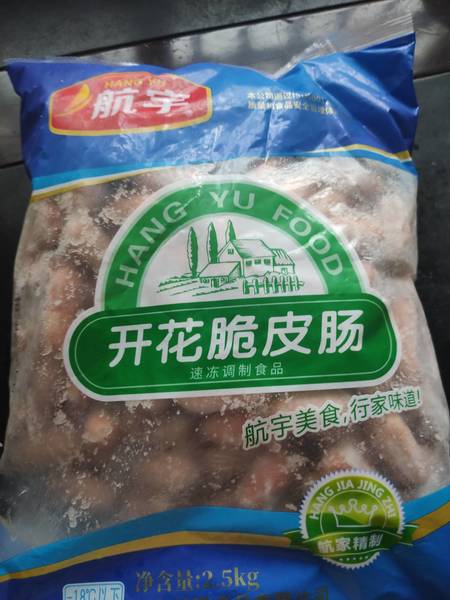 HANG YU
航宇
HANG YU FOOD
开花脆皮肠
速冻调制食品
航宇美食,行家味道!
HANG JIA JING ZHI
航家精制
净含量:2.5kg
-18℃以下